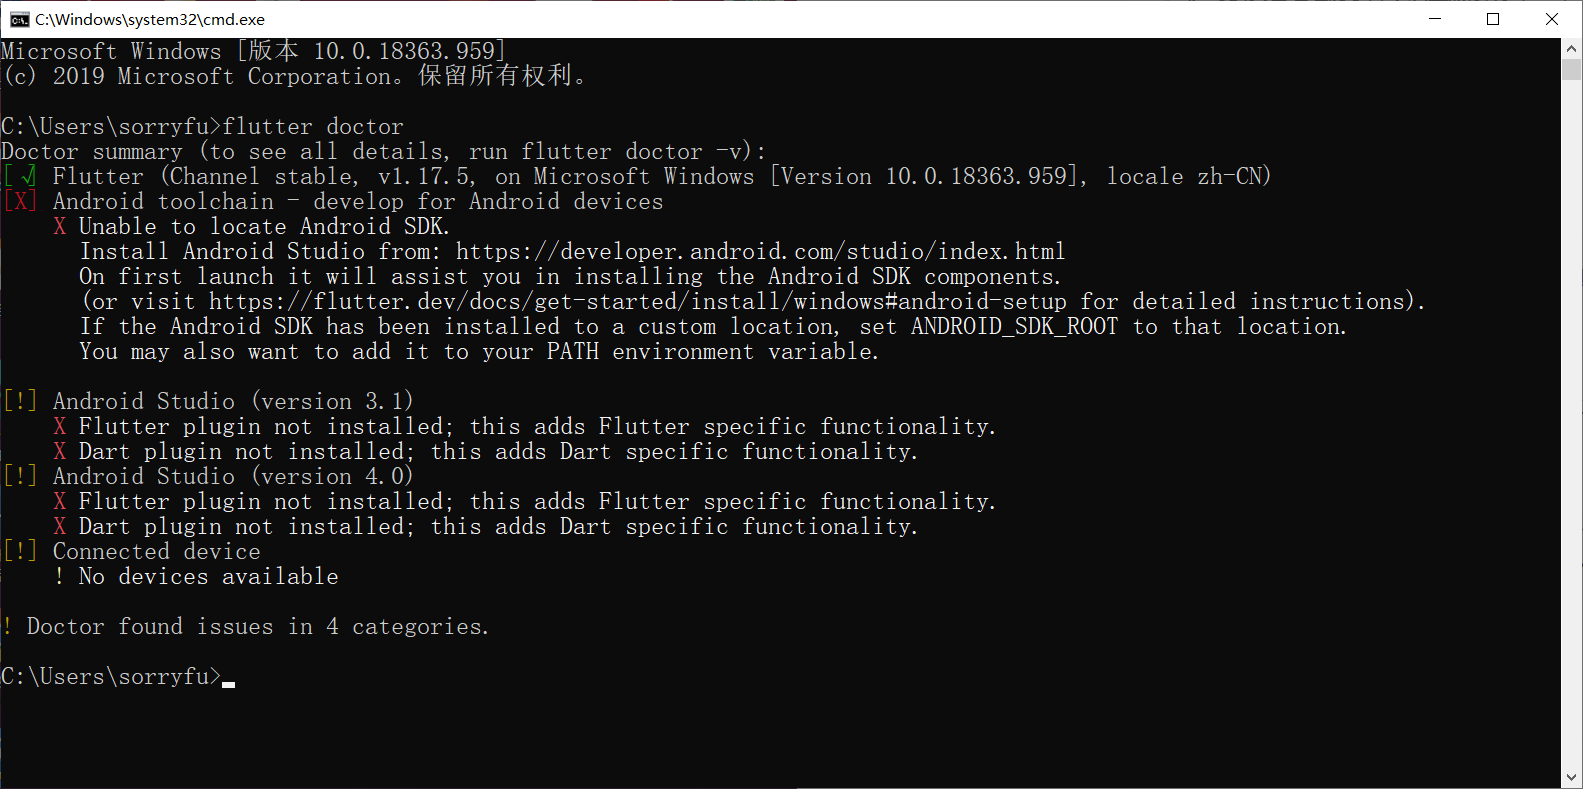 C:\Windows\system32\cmd.exe
Microsoft Windows [版本 10.0.18363.959]
(c) 2019 Microsoft Corporation。保留所有权利。
C:\Users\sorryfu>flutter doctor
Doctor summary (to see all details, run flutter doctor -v):
[√] Flutter (Channel stable, v1.17.5, on Microsoft Windows [Version 10.0.18363.959], locale zh-CN)
[X] Android toolchain - develop for Android devices
X Unable to locate Android SDK.
Install Android Studio from: https://developer.android.com/studio/index.html
On first launch it will assist you in installing the Android SDK components.
(or visit https://flutter.dev/docs/get-started/install/windows#android-setup for detailed instructions).
If the Android SDK has been installed to a custom location, set ANDROID_SDK_ROOT to that location.
You may also want to add it to your PATH environment variable.
[!] Android Studio (version 3.1)
X Flutter plugin not installed; this adds Flutter specific functionality.
X Dart plugin not installed; this adds Dart specific functionality.
[!] Android Studio (version 4.0)
X Flutter plugin not installed; this adds Flutter specific functionality.
X Dart plugin not installed; this adds Dart specific functionality.
[!] Connected device
! No devices available
! Doctor found issues in 4 categories.
C:\Users\sorryfu>